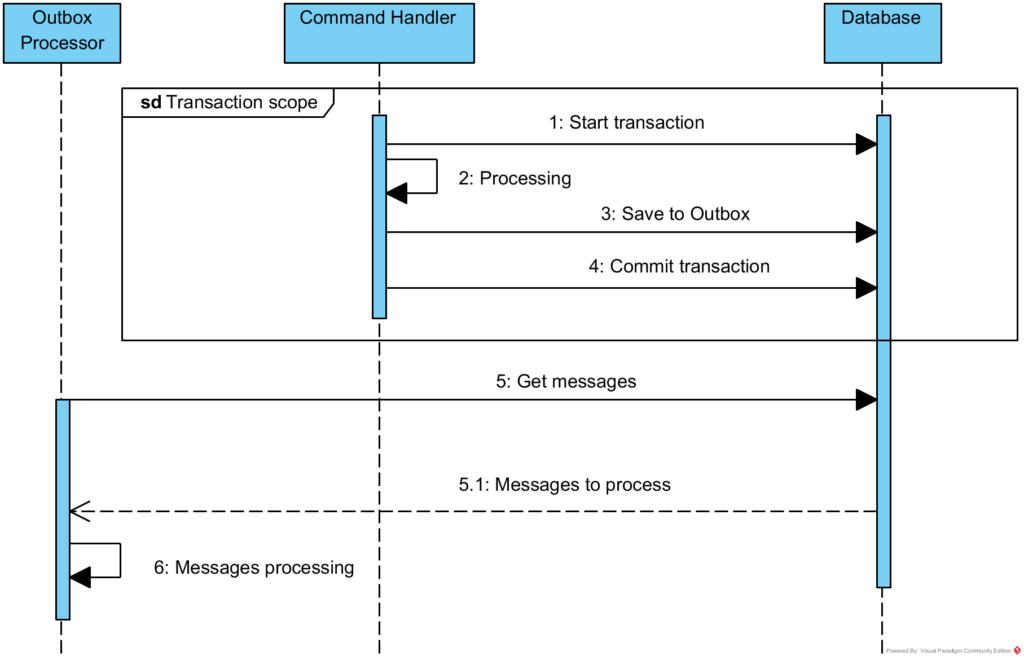 Outbox
Processor
Command Handler
Database
sd Transaction scope
1: Start transaction
2: Processing
3: Save to Outbox
4: Commit transaction
5: Get messages
5.1: Messages to process
6: Messages processing
Powered By: Visual Paradigm Community Edition